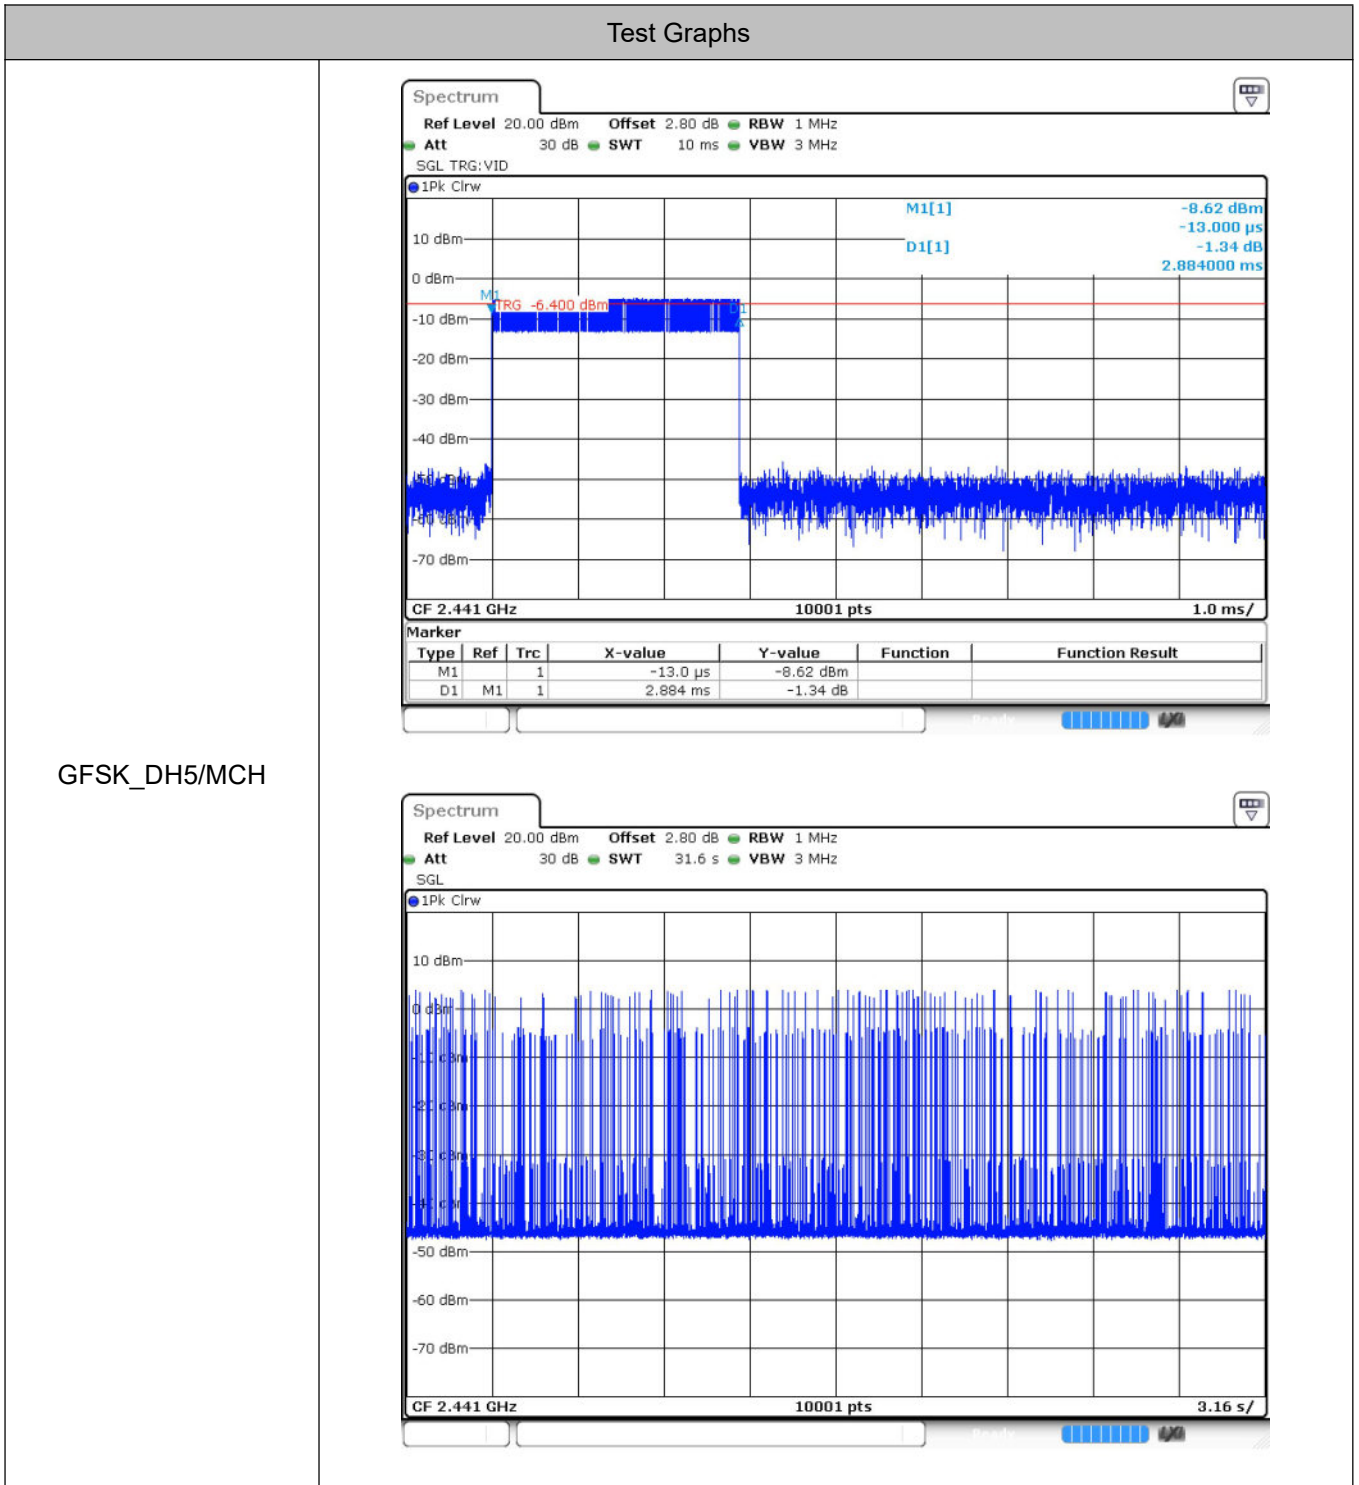 Test Graphs
GFSK_DH5/MCH
Spectrum
Ref Level 20.00 dBm Offset 2.80 dB RBW 1 MHz
Att 30 dB SWT 10 ms VBW 3 MHz
SGL TRG:VID
1Pk Clrw
M1[1] -8.62 dBm
-13.000 µs
10 dBm
D1[1] -1.34 dB
2.884000 ms
0 dBm
M1
TRG -6.400 dBm
D1
-10 dBm
-20 dBm
-30 dBm
-40 dBm
-70 dBm
CF 2.441 GHz 10001 pts 1.0 ms/
Marker
Type Ref Trc X-value Y-value Function Function Result
M1 1 -13.0 µs -8.62 dBm
D1 M1 1 2.884 ms -1.34 dB
Ready
Spectrum
Ref Level 20.00 dBm Offset 2.80 dB RBW 1 MHz
Att 30 dB SWT 31.6 s VBW 3 MHz
SGL
1Pk Clrw
10 dBm
0 dBm
-50 dBm
-60 dBm
-70 dBm
CF 2.441 GHz 10001 pts 3.16 s/
Ready